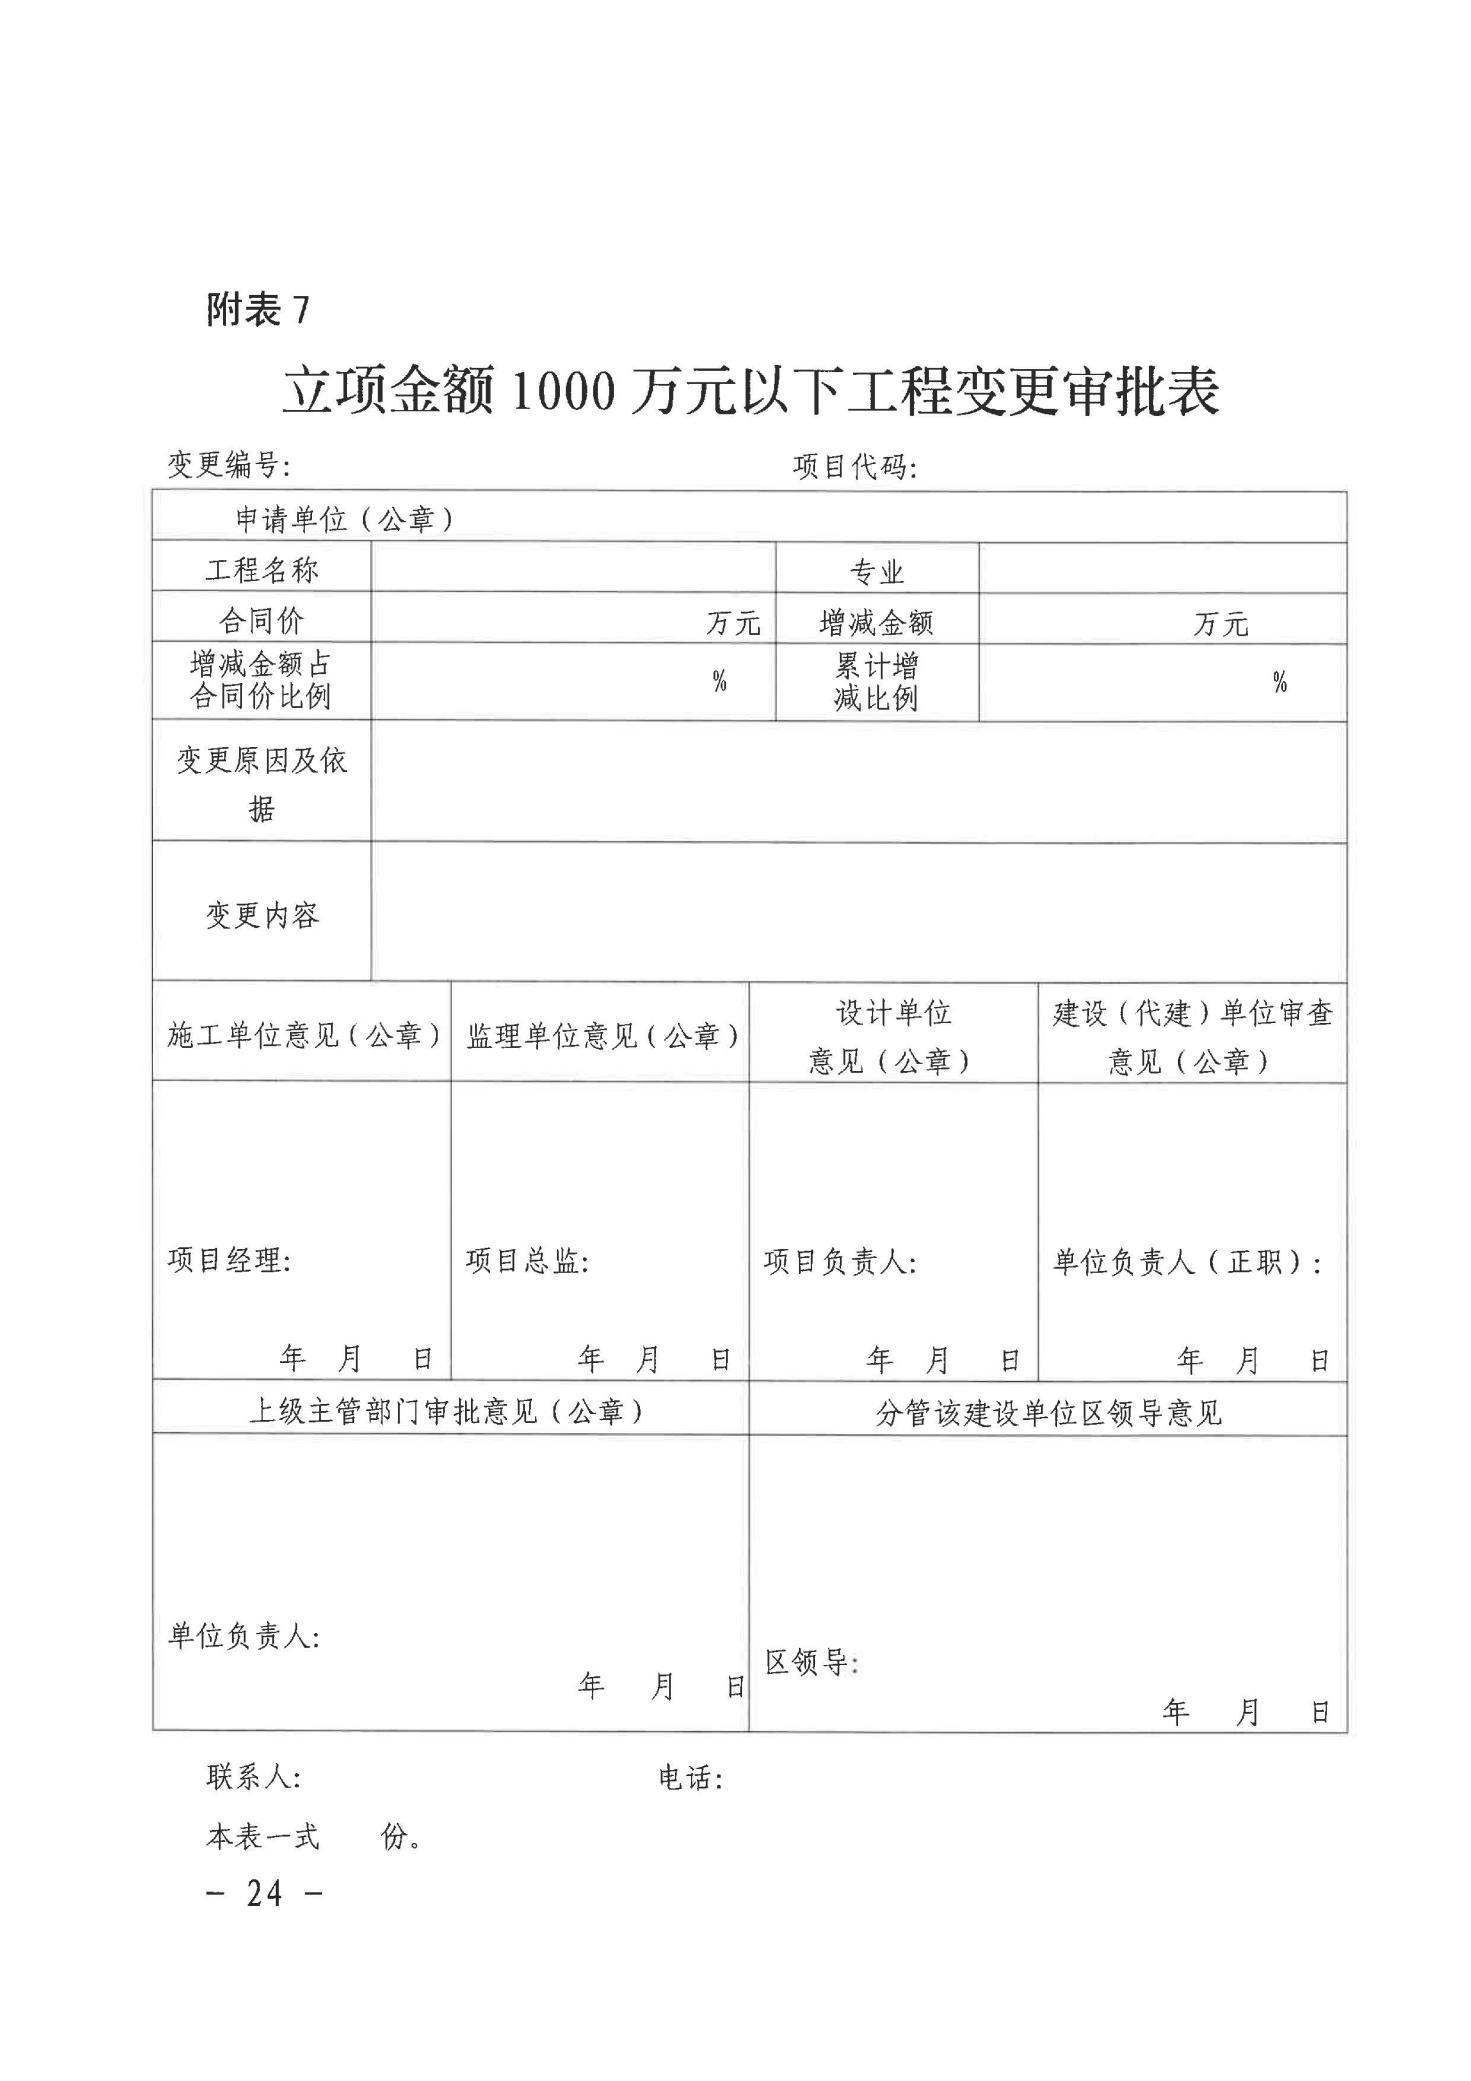 附表 7
立项金额 1000 万元以下工程变更审批表
变更编号: 项目代码:
申请单位（公章）
工程名称 专业
合同价 万元 增减金额 万元
增减金额占
合同价比例
% 累计增
减比例
%
变更原因及依
据
变更内容
施工单位意见（公章） 监理单位意见（公章）
设计单位
意见（公章）
建设（代建）单位审查
意见（公章）
项目经理: 项目总监: 项目负责人: 单位负责人（正职）:
年 月 日 年 月 日 年 月 日 年 月 日
上级主管部门审批意见（公章） 分管该建设单位区领导意见
单位负责人:
年 月 日
区领导:
年 月 日
联系人: 电话:
本表一式 份。
- 24 -